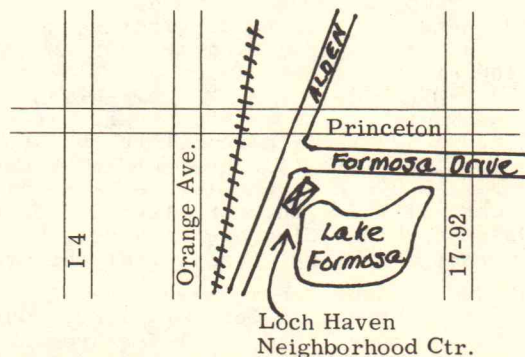 ALDEN
Princeton
Formosa Drive
Orange Ave.
I-4
17-92
Lake
Formosa
Loch Haven
Neighborhood Ctr.